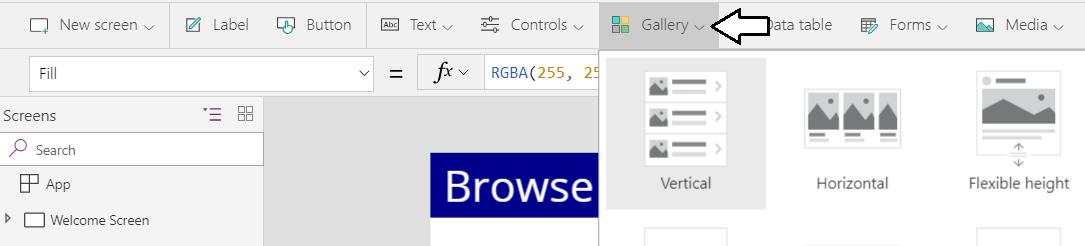 New screen Label Button Abc Text Controls Gallery Data table Forms Media
Fill = fx RGBA(255, 25
Screens
Search
App
Welcome Screen
Browse
Vertical Horizontal Flexible height